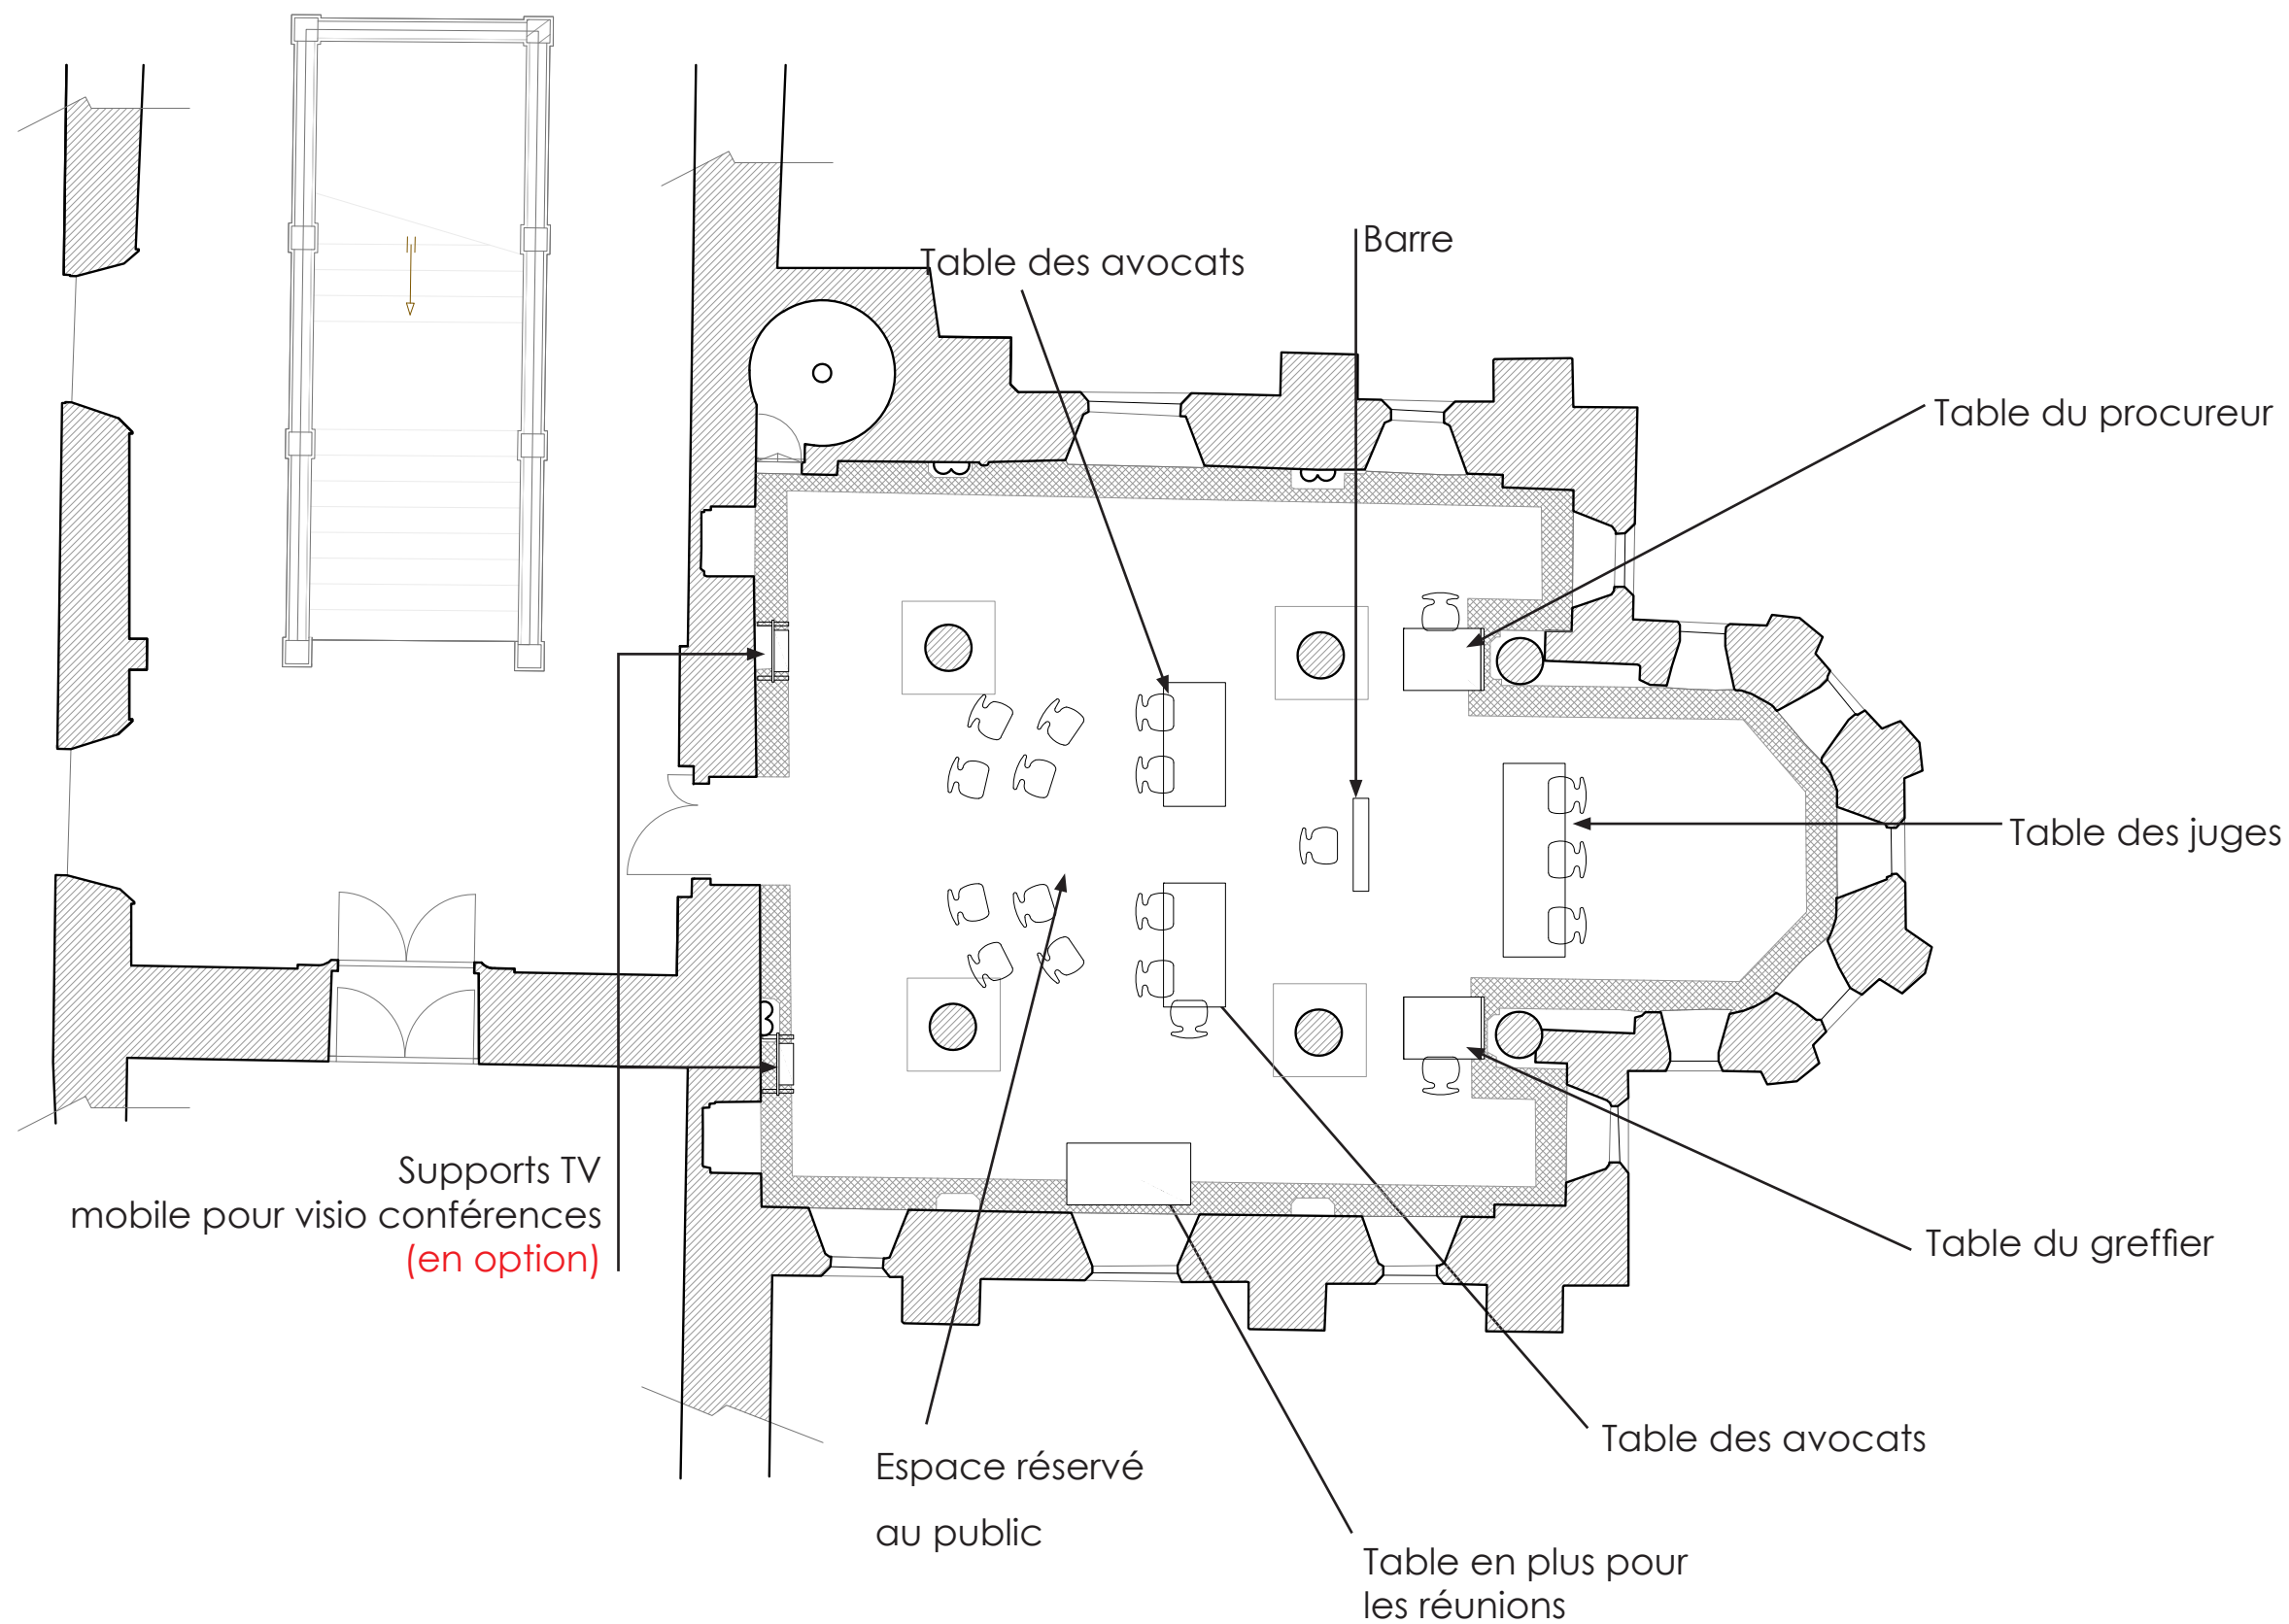 Barre
Table des avocats
Table du procureur
Table des juges
Supports TV
mobile pour visio conférences
(en option)
Table du greffier
Table des avocats
Espace réservé
au public
Table en plus pour
les réunions